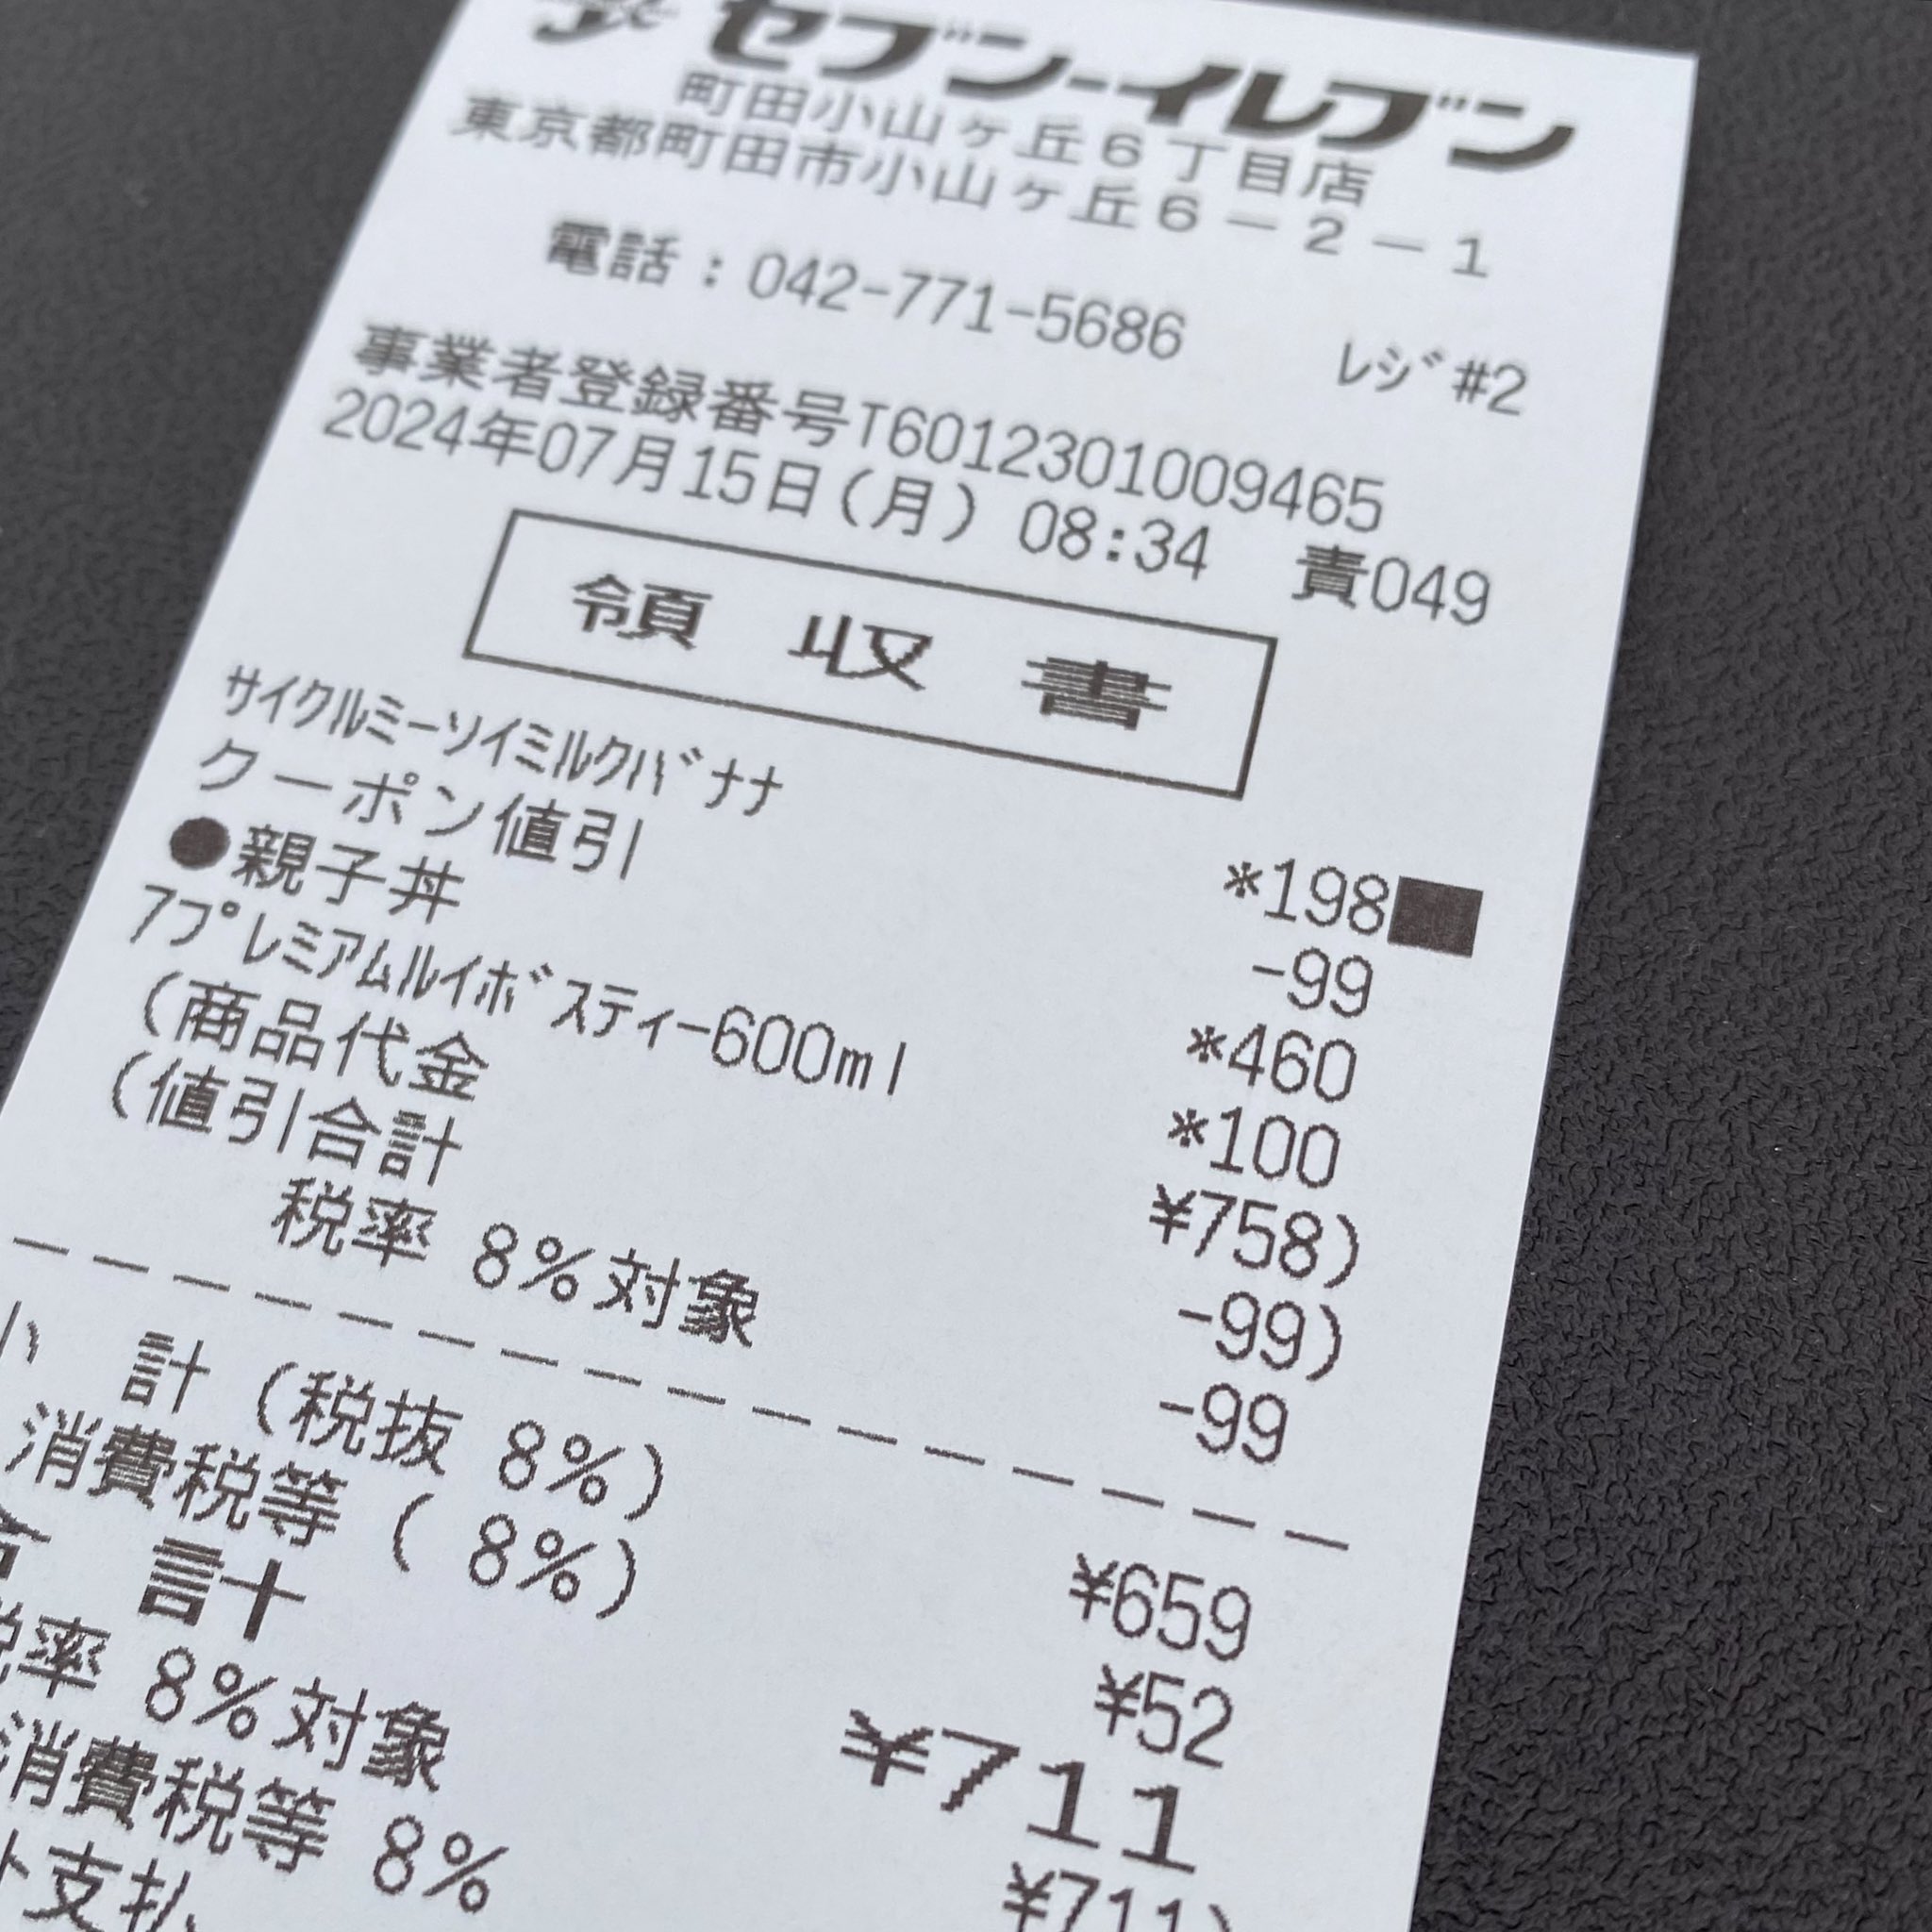 セブン-イレブン
町田小山ヶ丘6丁目店
東京都町田市小山ヶ丘6－2－1
電話：042-771-5686 ﾚｼﾞ#2
事業者登録番号T6012301009465
2024年07月15日(月) 08:34 責049
領収書
ｻｲｸﾙﾐｰｿｲﾐﾙｸﾊﾞﾅﾅ *198■
クーポン値引 -99
●親子丼 *460
7ﾌﾟﾚﾐｱﾑﾙｲﾎﾞｽﾃｨｰ600ml *100
(商品代金 ¥758)
(値引合計 -99)
税率 8%対象 -99
小 計(税抜 8%) ¥659
消費税等( 8%) ¥52
合 計 ¥711
税率 8%対象 ¥711)
消費税等 8%
支払